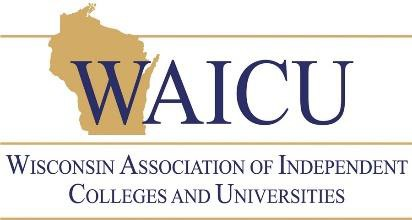 WAICU
WISCONSIN ASSOCIATION OF INDEPENDENT
COLLEGES AND UNIVERSITIES